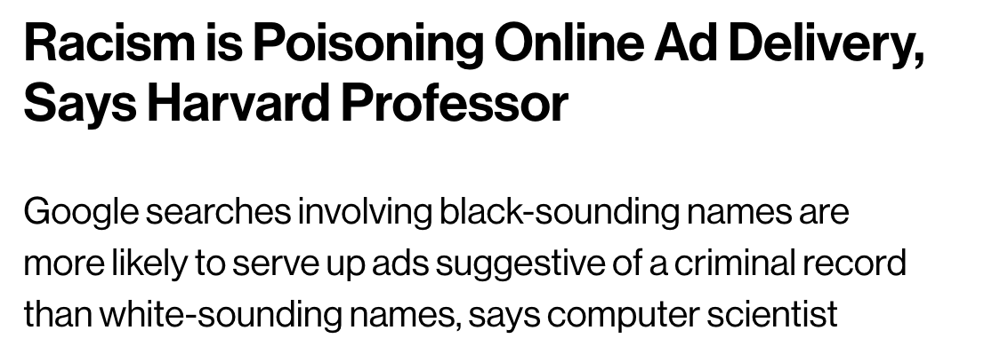 Racism is Poisoning Online Ad Delivery,
Says Harvard Professor
Google searches involving black-sounding names are
more likely to serve up ads suggestive of a criminal record
than white-sounding names, says computer scientist